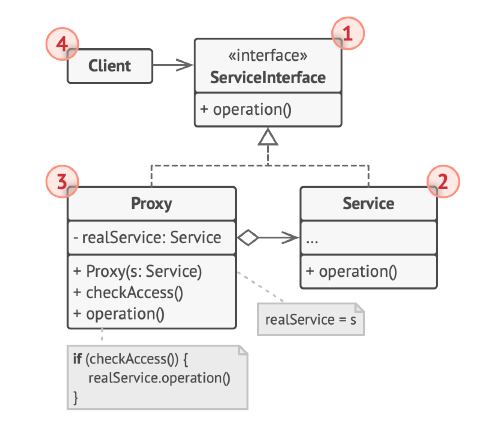 4
Client
1
«interface»
ServiceInterface
+ operation()
3
Proxy
- realService: Service
+ Proxy(s: Service)
+ checkAccess()
+ operation()
2
Service
...
+ operation()
realService = s
if (checkAccess()) {
realService.operation()
}